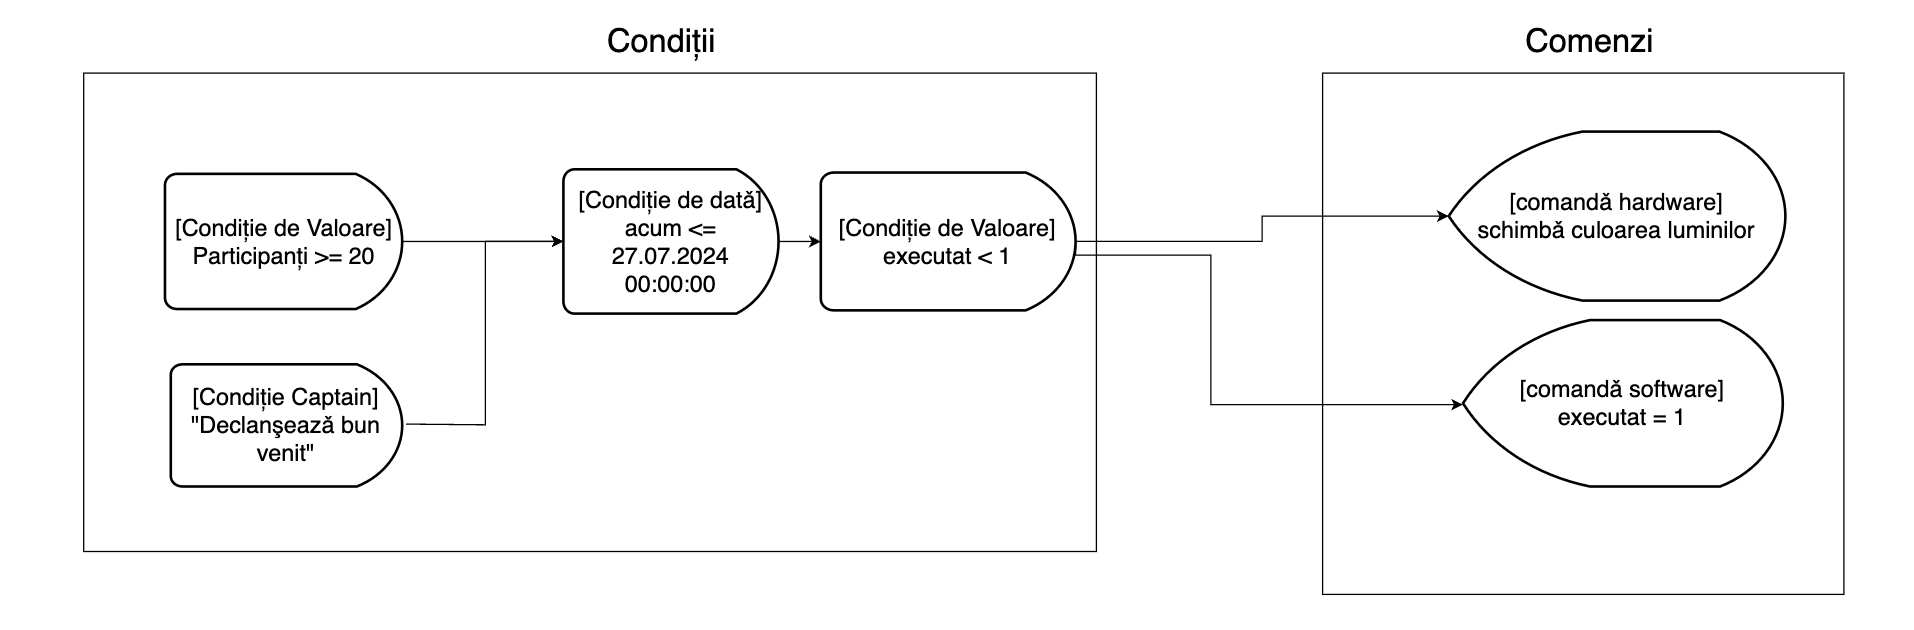 Condiții
Comenzi
[Condiție de Valoare]
Participanți >= 20
[Condiție Captain]
"Declanşează bun
venit"
[Condiție de dată]
acum <=
27.07.2024
00:00:00
[Condiție de Valoare]
executat < 1
[comandă hardware]
schimbă culoarea luminilor
[comandă software]
executat = 1